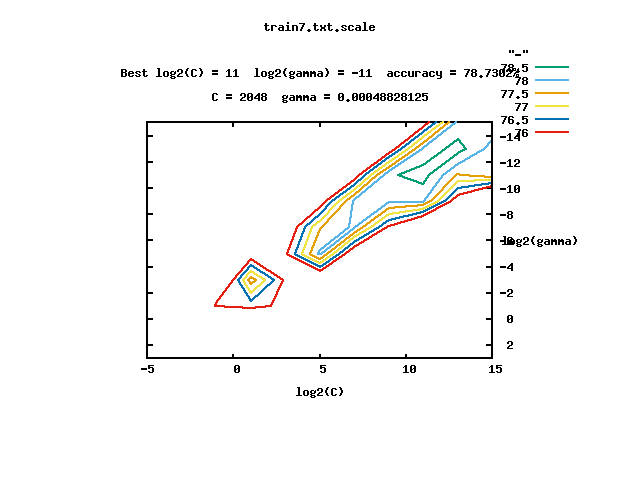 train7.txt.scale
"-"
Best log2(C) = 11 log2(gamma) = -11 accuracy = 78.7302%
78.5
78
C = 2048 gamma = 0.00048828125
77.5
77
76.5
76
-14
-12
-10
-8
-6
log2(gamma)
-4
-2
0
2
-5 0 5 10 15
log2(C)